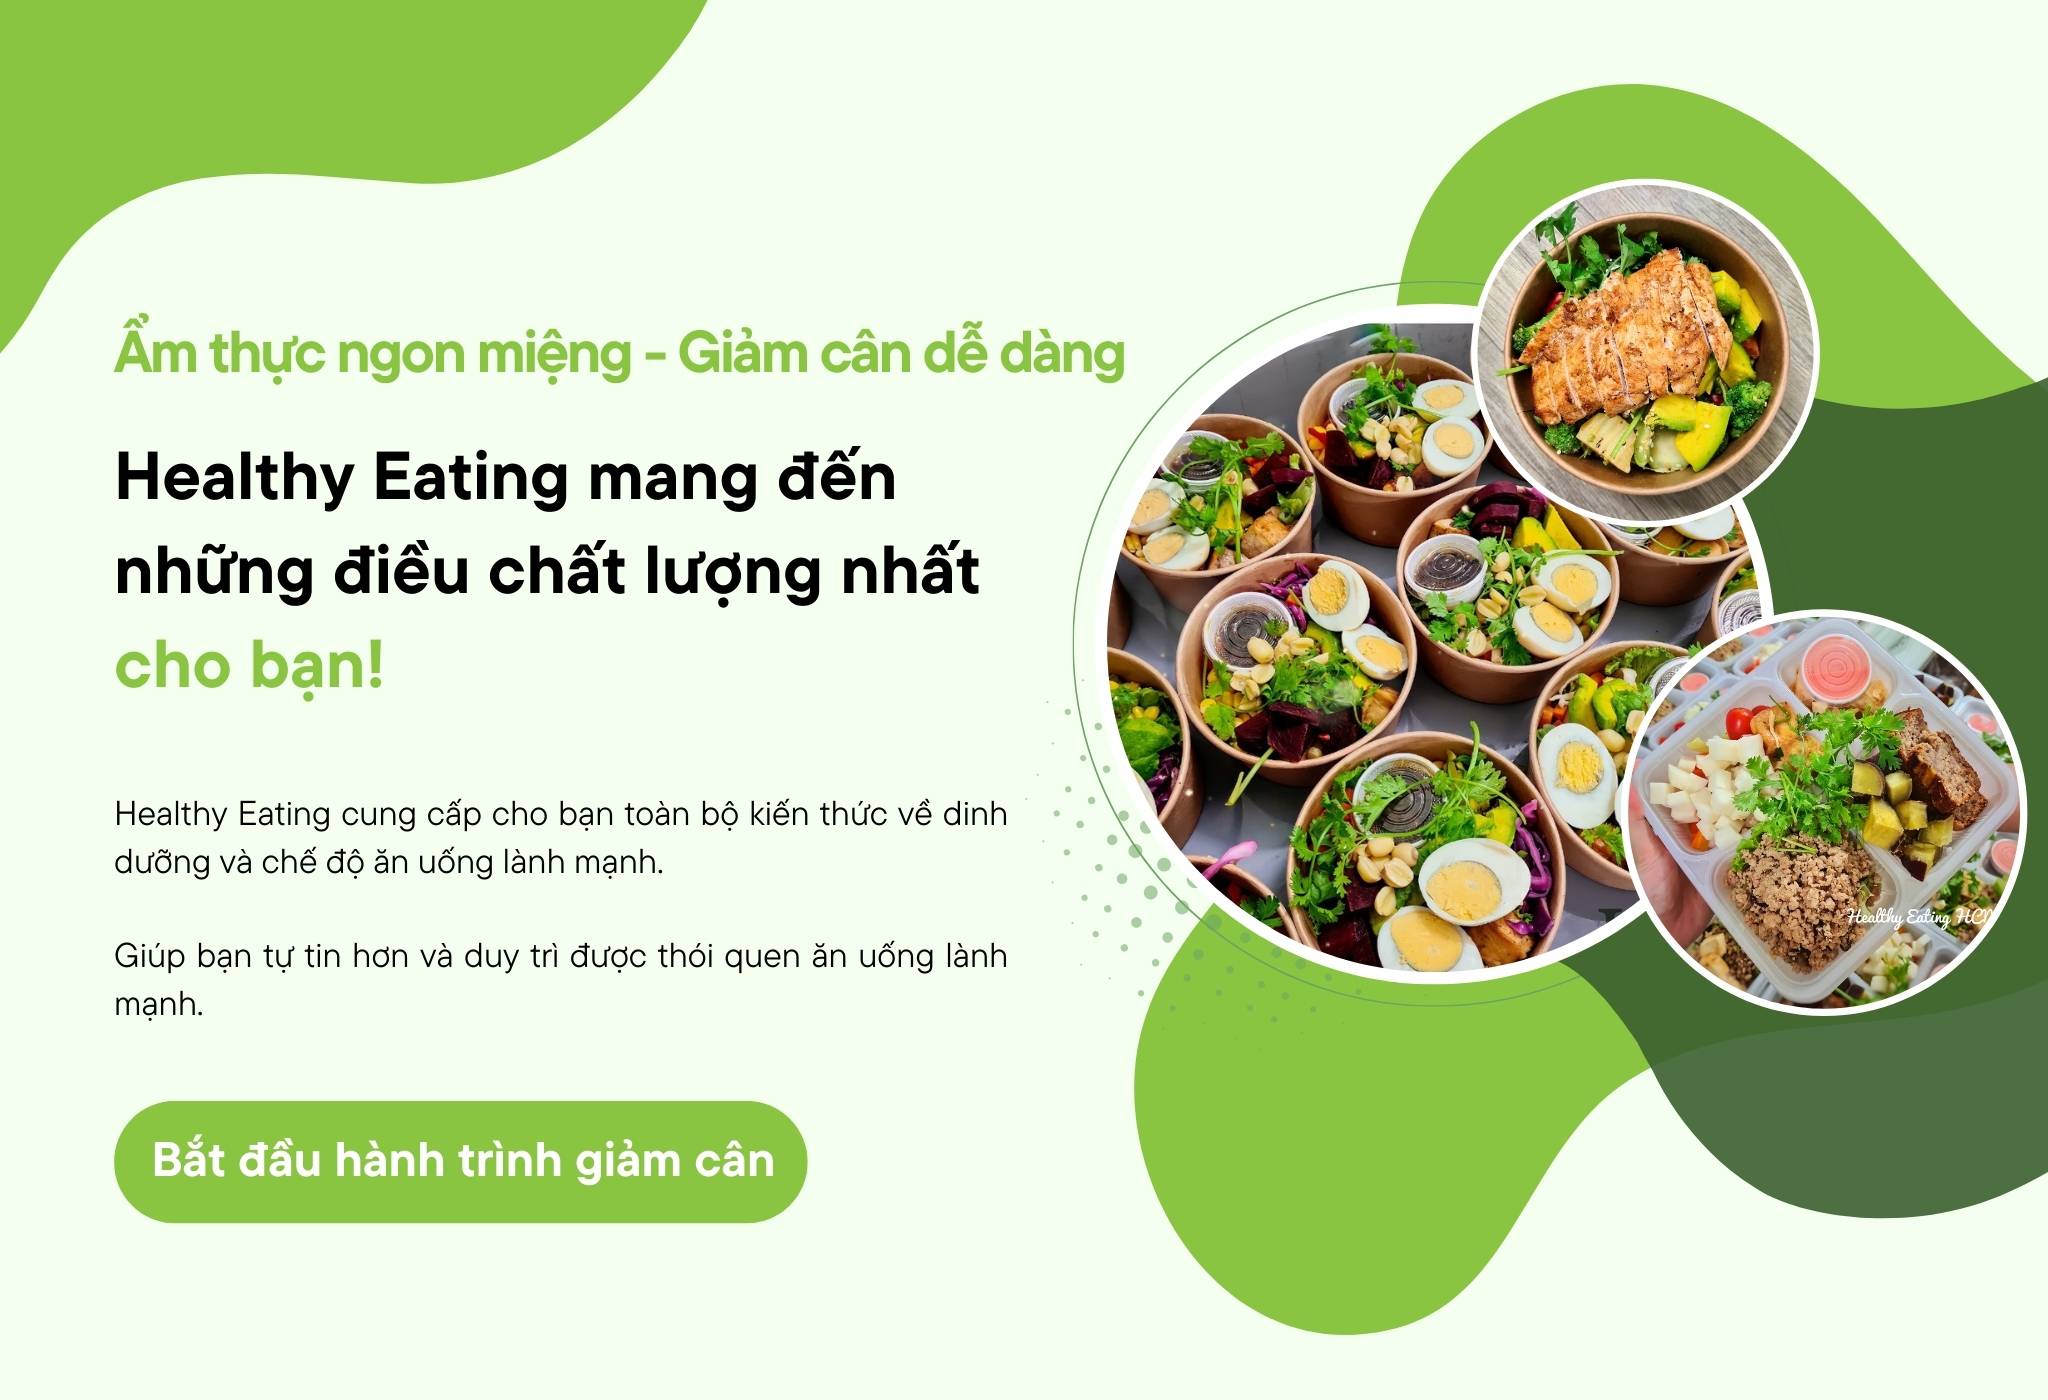 Ẩm thực ngon miệng - Giảm cân dễ dàng
Healthy Eating mang đến
những điều chất lượng nhất
cho bạn!
Healthy Eating cung cấp cho bạn toàn bộ kiến thức về dinh
dưỡng và chế độ ăn uống lành mạnh.
Giúp bạn tự tin hơn và duy trì được thói quen ăn uống lành
mạnh.
Bắt đầu hành trình giảm cân
Healthy Eating HCM